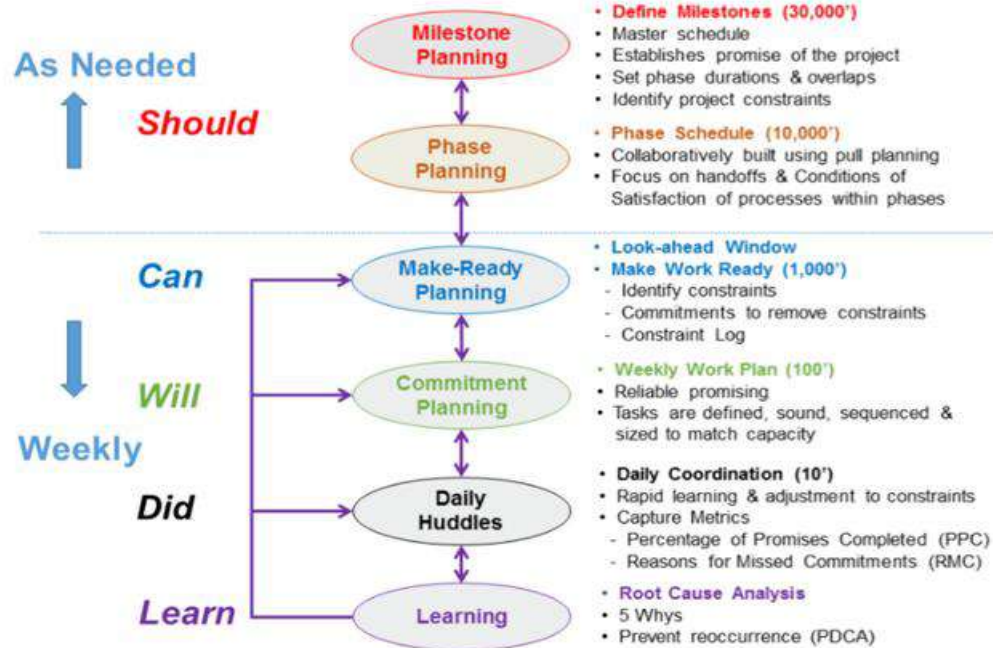 Milestone
Planning
• Define Milestones (30,000')
• Master schedule
• Establishes promise of the project
• Set phase durations & overlaps
• Identify project constraints
As Needed
Should
Phase
Planning
• Phase Schedule (10,000')
• Collaboratively built using pull planning
• Focus on handoffs & Conditions of
Satisfaction of processes within phases
Can
Make-Ready
Planning
• Look-ahead Window
• Make Work Ready (1,000')
- Identify constraints
- Commitments to remove constraints
- Constraint Log
Will
Commitment
Planning
• Weekly Work Plan (100')
• Reliable promising
• Tasks are defined, sound, sequenced &
sized to match capacity
Weekly
Did
Daily
Huddles
• Daily Coordination (10')
• Rapid learning & adjustment to constraints
• Capture Metrics
- Percentage of Promises Completed (PPC)
- Reasons for Missed Commitments (RMC)
Learn
Learning
• Root Cause Analysis
• 5 Whys
• Prevent reoccurrence (PDCA)